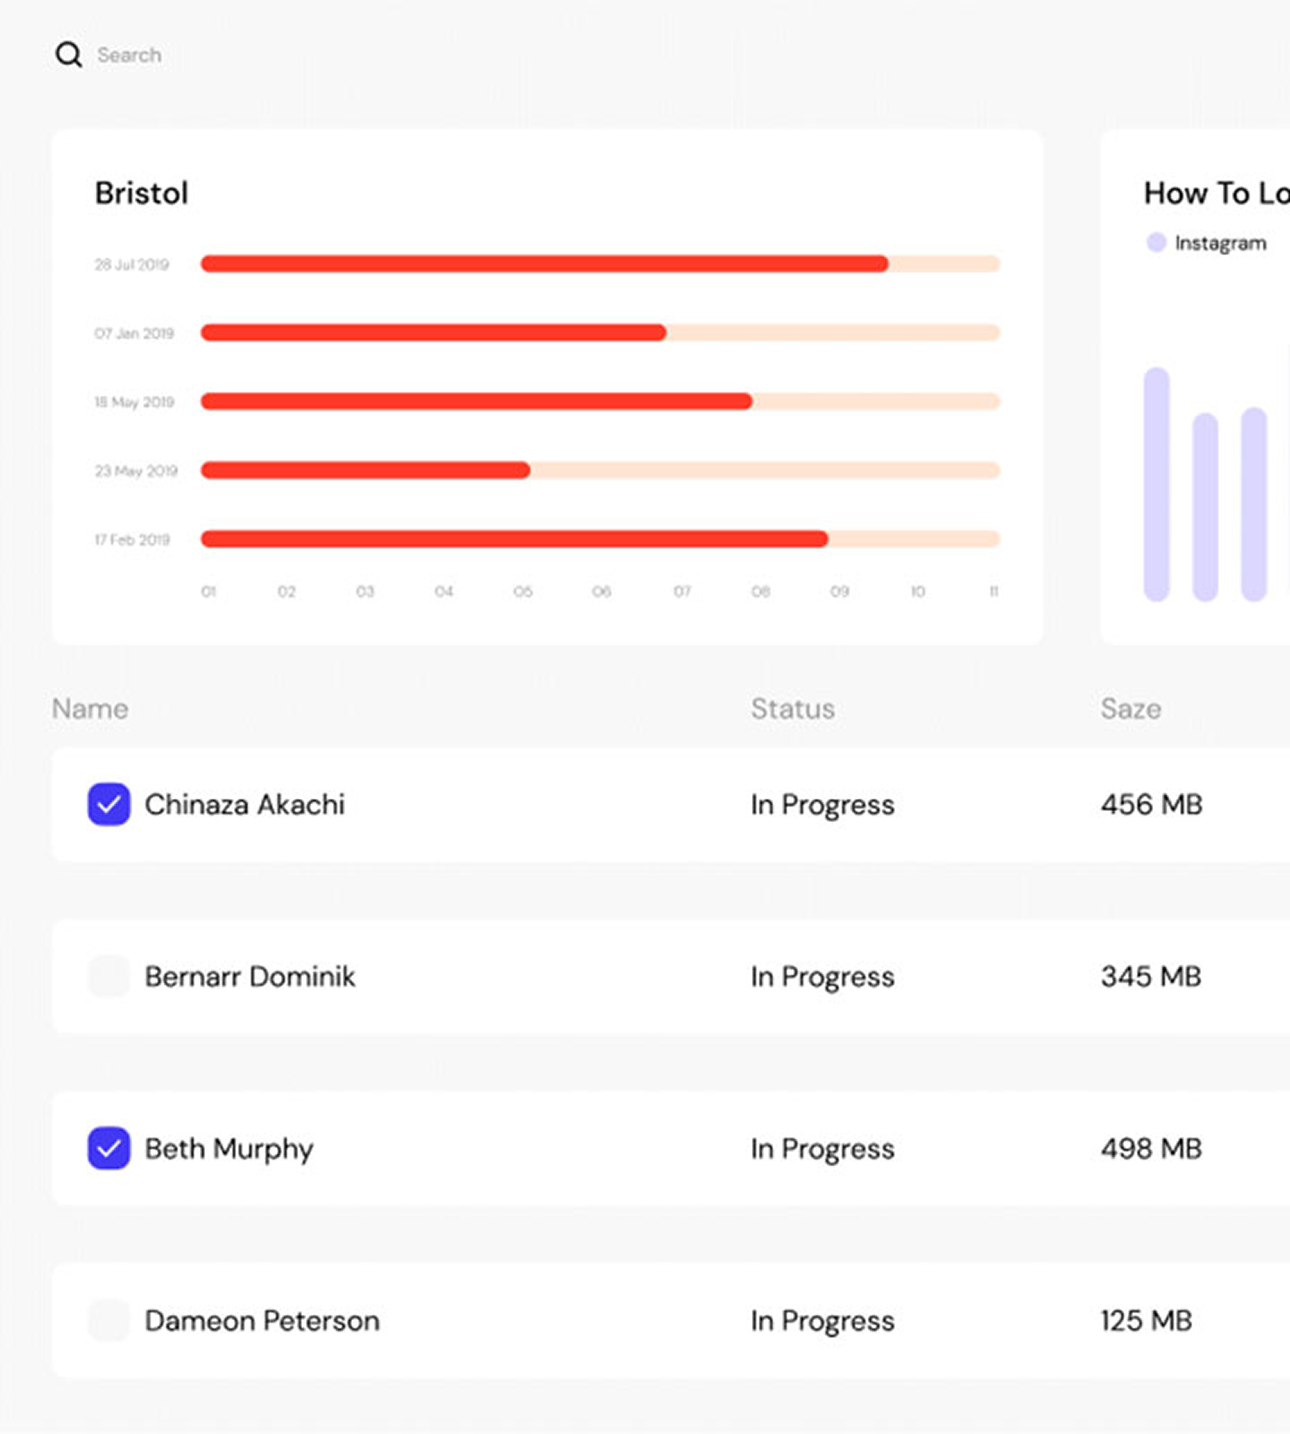 Search
Bristol
28 Jul 2019
07 Jan 2019
18 May 2019
23 May 2019
17 Feb 2019
01 02 03 04 05 06 07 08 09 10 11
How To Lo
Instagram
Name Status Saze
Chinaza Akachi In Progress 456 MB
Bernarr Dominik In Progress 345 MB
Beth Murphy In Progress 498 MB
Dameon Peterson In Progress 125 MB